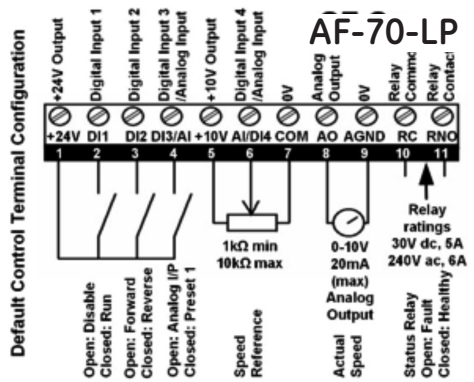 AF-70-LP
Default Control Terminal Configuration
+24V Output
Digital Input 1
Digital Input 2
Digital Input 3
/Analog Input
+10V Output
Digital Input 4
/Analog Input
0V
Analog
Output
0V
Relay
Relay
Contact
+24V DI1 DI2 DI3/AI +10V AI/DI4 COM AO AGND RC RNO
1 2 3 4 5 6 7 8 9 10 11
1kΩ min
10kΩ max
0-10V
20mA
(max)
Analog
Output
Relay
ratings
30V dc, 5A
240V ac, 6A
Open: Disable
Closed: Run
Open: Forward
Closed: Reverse
Open: Analog I/P
Closed: Preset 1
Speed
Reference
Actual
Speed
Status Relay
Open: Fault
Closed: Healthy